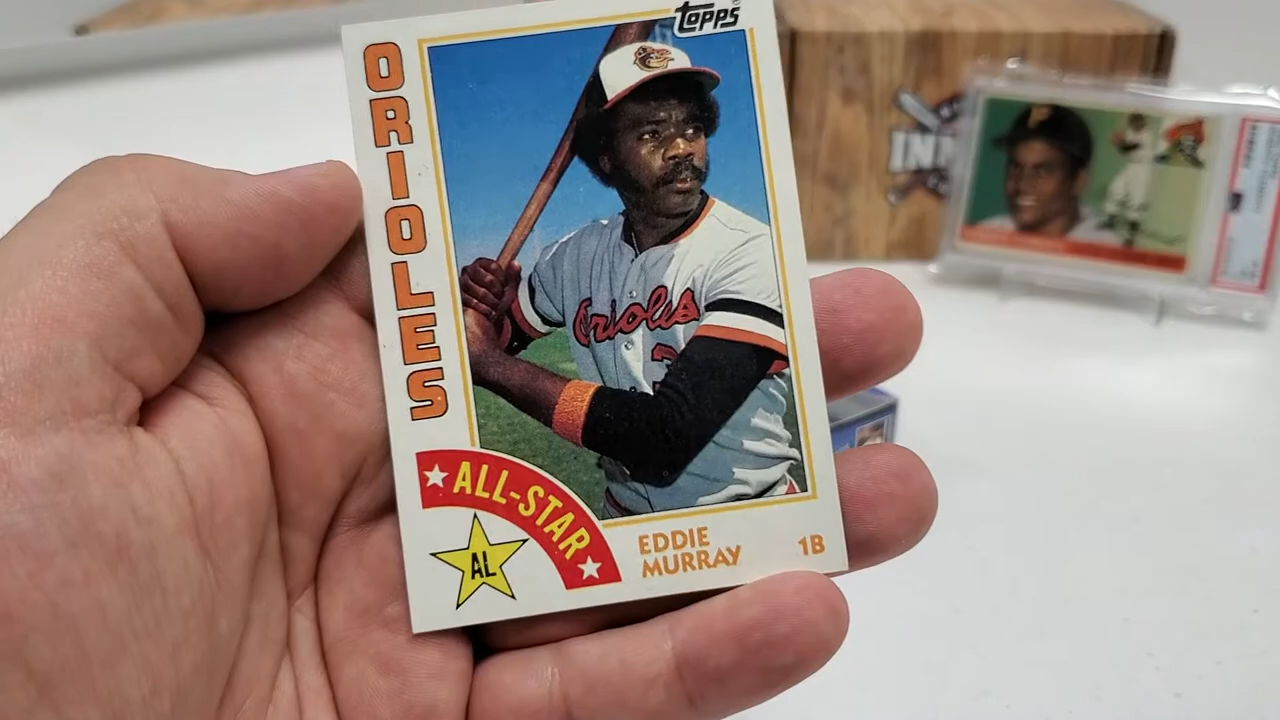 Topps
ORIOLES
Orioles
ALL-STAR
AL
EDDIE
MURRAY
1B